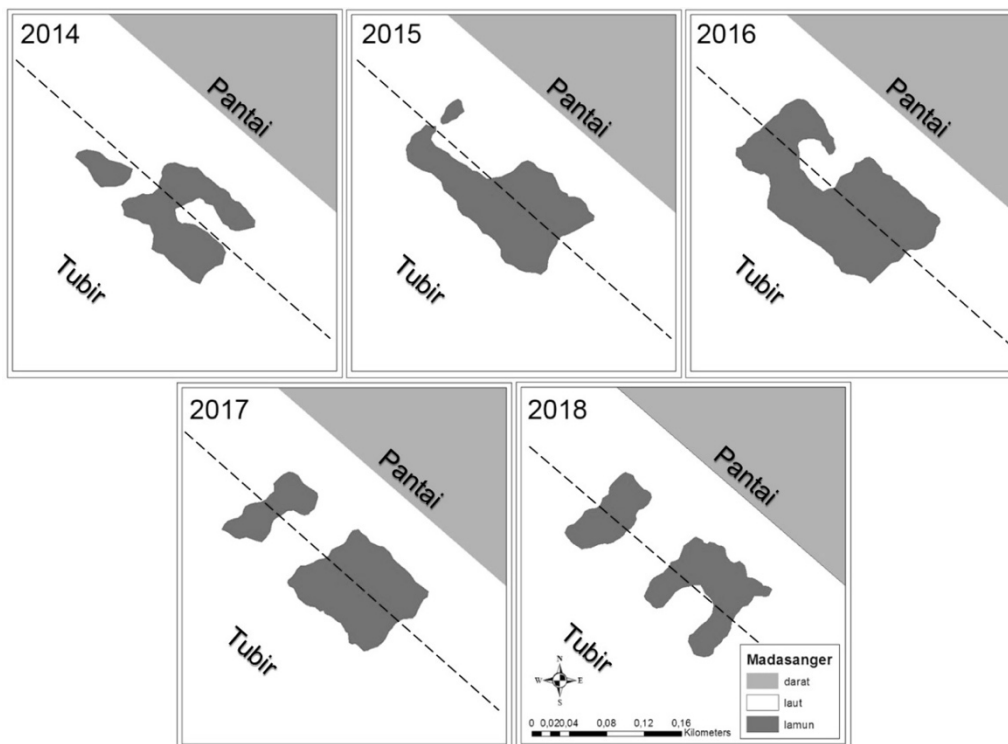 2014
Pantai
Tubir
2015
Pantai
Tubir
2016
Pantai
Tubir
2017
Pantai
Tubir
2018
Pantai
Tubir
Madasanger
darat
laut
lamun
N
W E
S
0 0,02 0,04 0,08 0,12 0,16
Kilometers